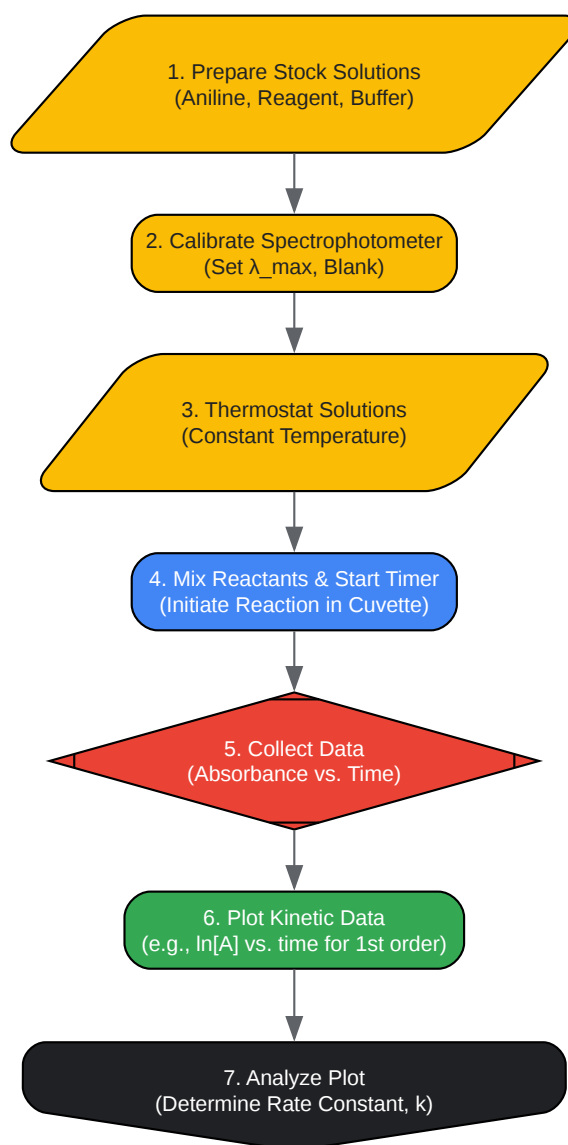 1. Prepare Stock Solutions
(Aniline, Reagent, Buffer)
2. Calibrate Spectrophotometer
(Set λ_max, Blank)
3. Thermostat Solutions
(Constant Temperature)
4. Mix Reactants & Start Timer
(Initiate Reaction in Cuvette)
5. Collect Data
(Absorbance vs. Time)
6. Plot Kinetic Data
(e.g., ln[A] vs. time for 1st order)
7. Analyze Plot
(Determine Rate Constant, k)